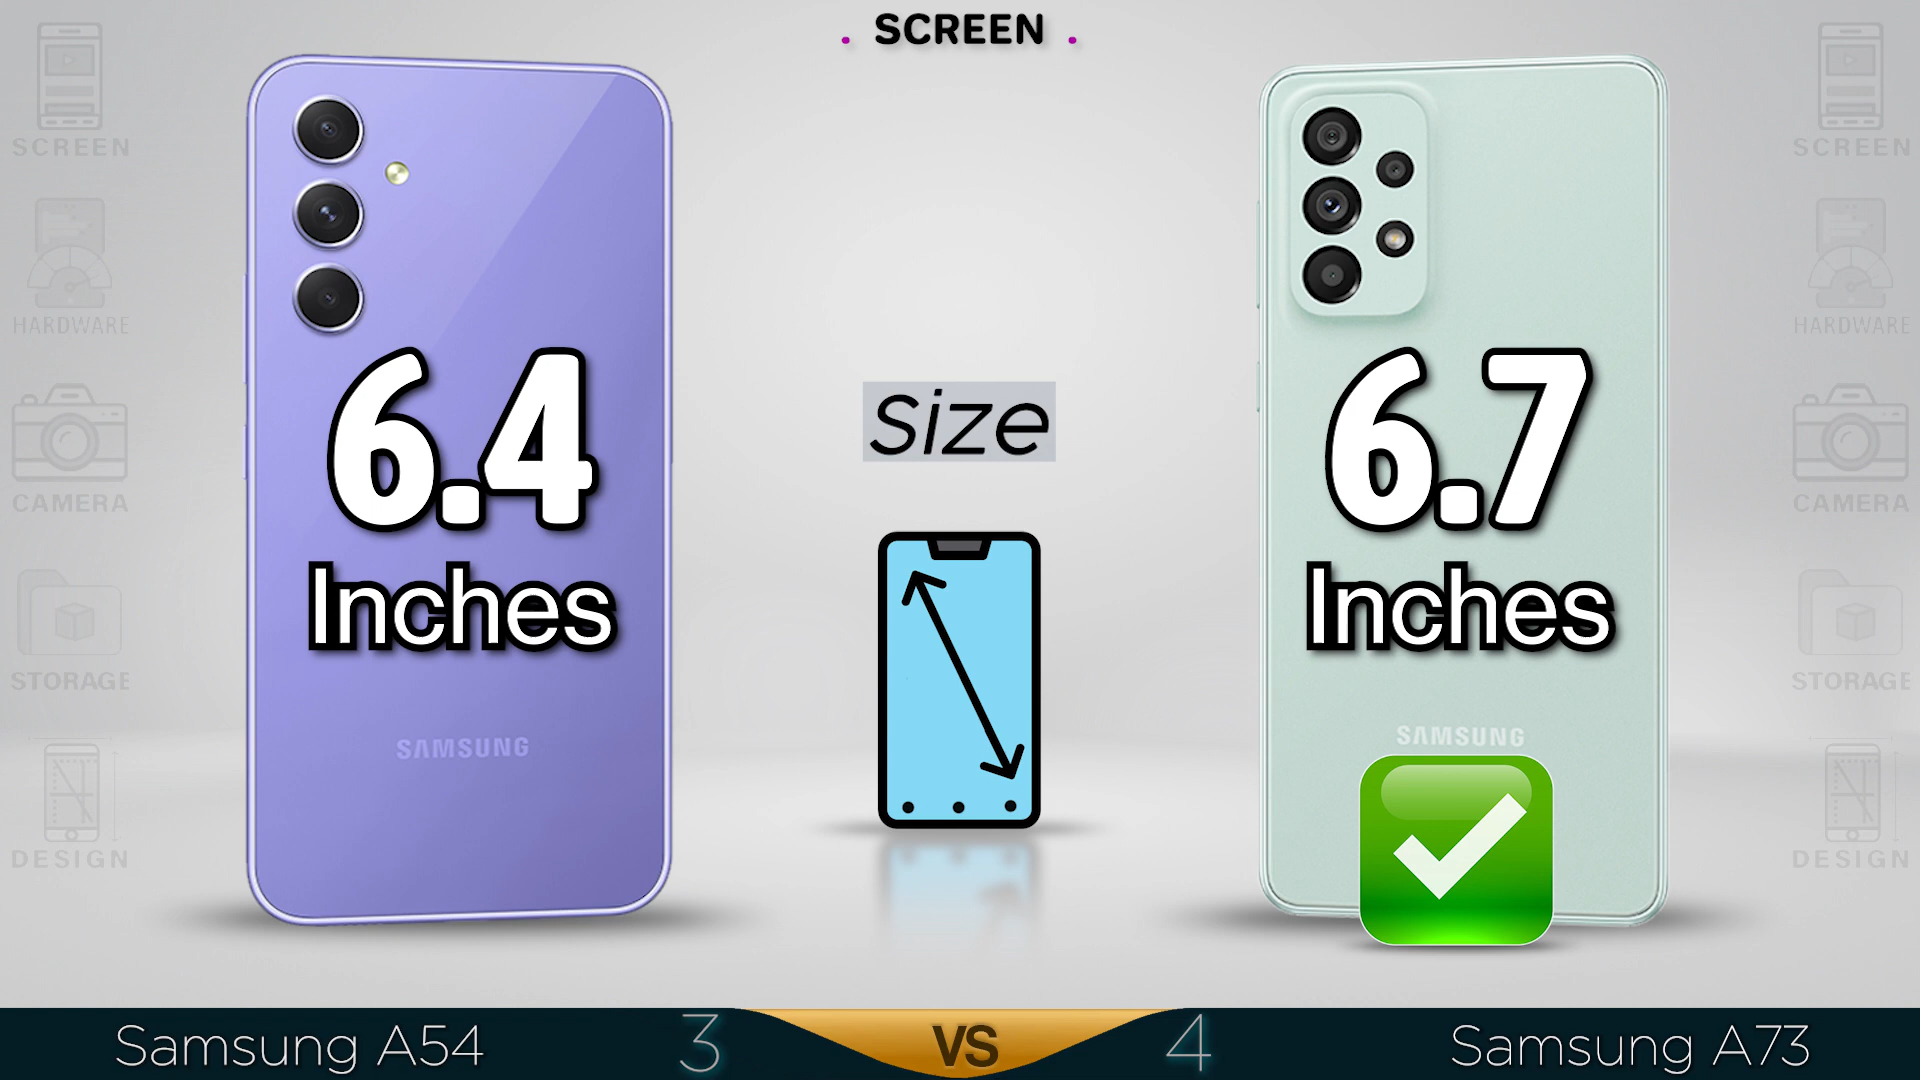 . SCREEN .
SCREEN
HARDWARE
CAMERA
STORAGE
DESIGN
6.4
Inches
SAMSUNG
Size
6.7
Inches
SAMSUNG
SCREEN
HARDWARE
CAMERA
STORAGE
DESIGN
Samsung A54 3 VS 4 Samsung A73